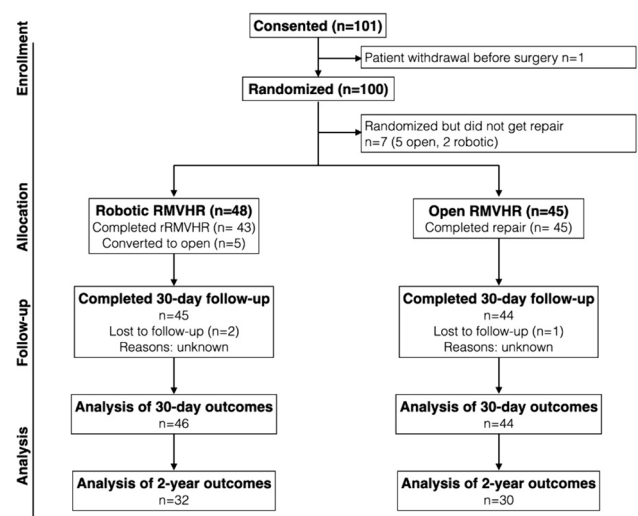 Enrollment
Consented (n=101)
Patient withdrawal before surgery n=1
Randomized (n=100)
Randomized but did not get repair
n=7 (5 open, 2 robotic)
Allocation
Robotic RMVHR (n=48)
Completed rRMVHR (n= 43)
Converted to open (n=5)
Open RMVHR (n=45)
Completed repair (n= 45)
Follow-up
Completed 30-day follow-up
n=45
Lost to follow-up (n=2)
Reasons: unknown
Completed 30-day follow-up
n=44
Lost to follow-up (n=1)
Reasons: unknown
Analysis
Analysis of 30-day outcomes
n=46
Analysis of 30-day outcomes
n=44
Analysis of 2-year outcomes
n=32
Analysis of 2-year outcomes
n=30